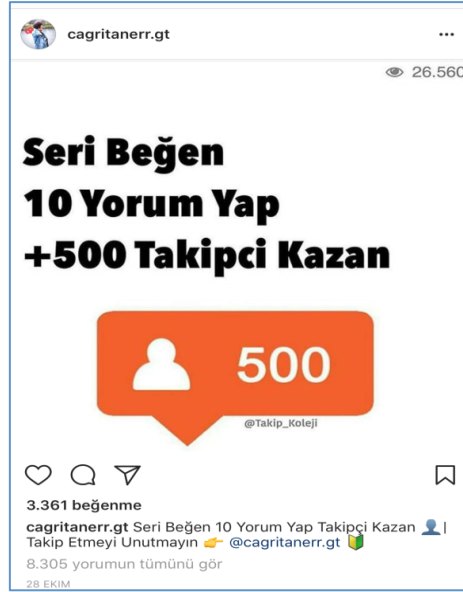 cagritanerr.gt
26.560
Seri Beğen
10 Yorum Yap
+500 Takipci Kazan
500
@Takip_Koleji
3.361 beğenme
cagritanerr.gt Seri Beğen 10 Yorum Yap Takipçi Kazan 👤|
Takip Etmeyi Unutmayın 👉 @cagritanerr.gt 🔰
8.305 yorumun tümünü gör
28 EKIM